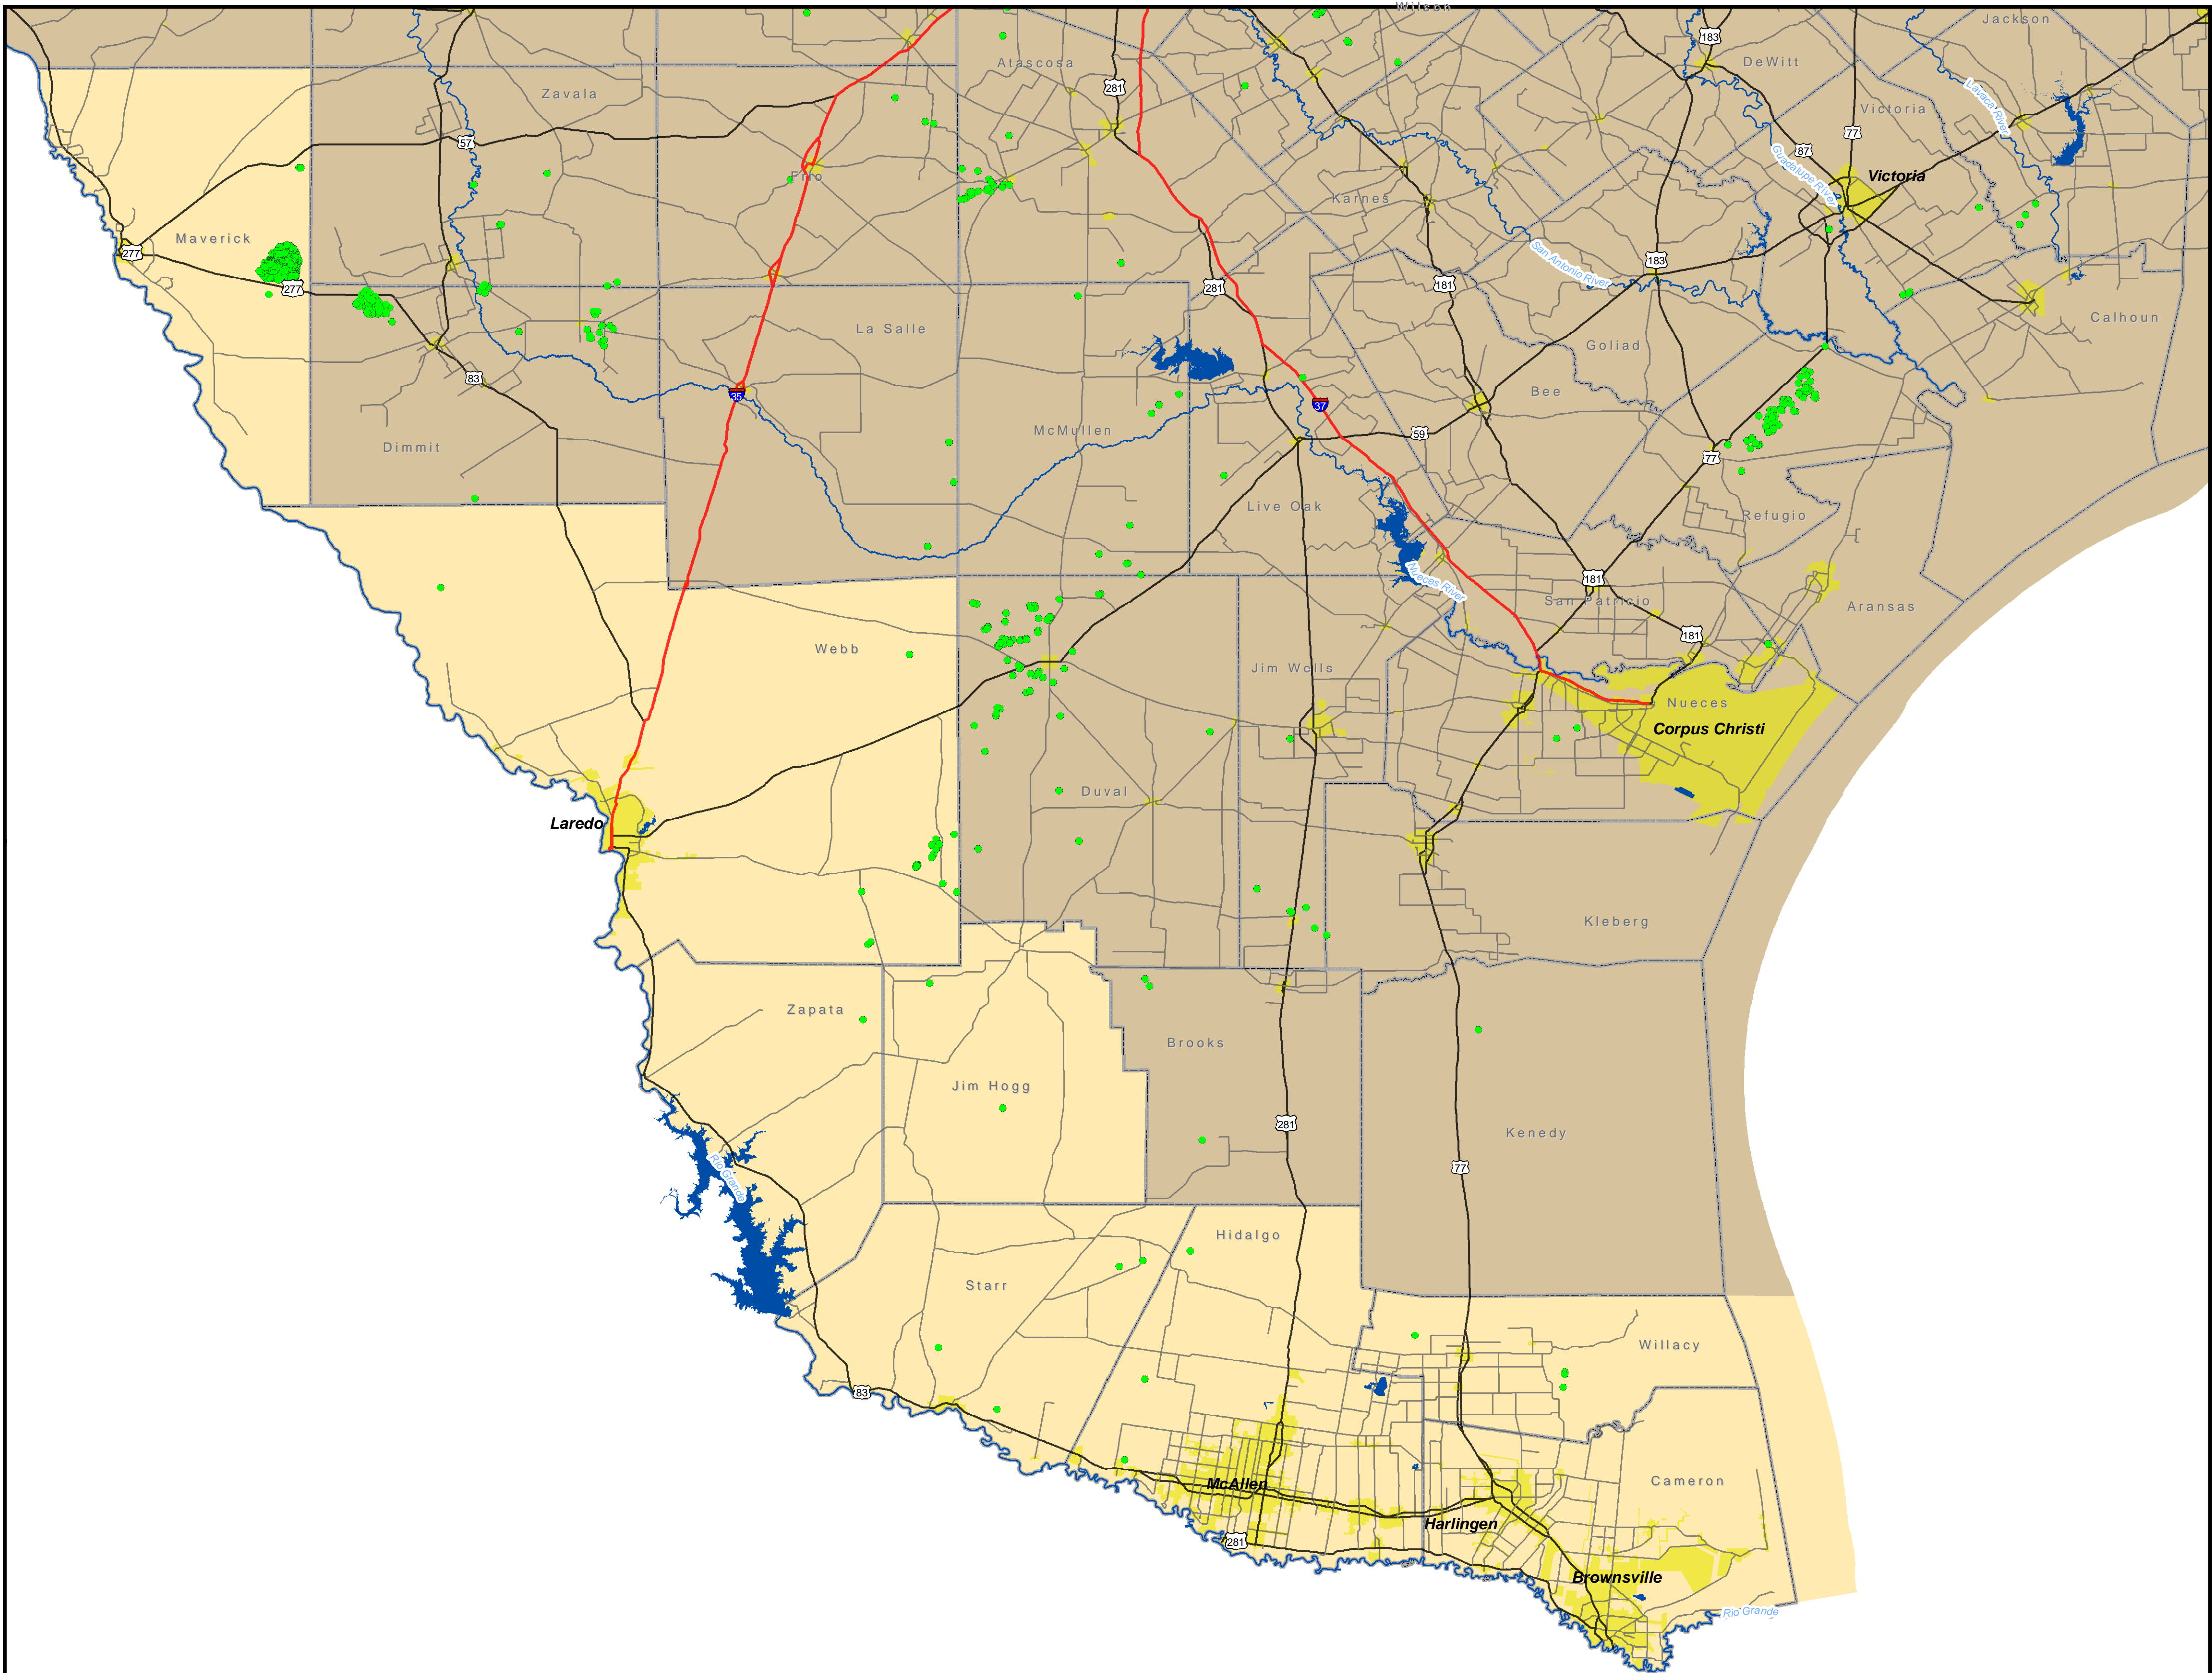 Wilson
Jackson
183
Atascosa
DeWitt
281
Zavala
Lavaca River
Victoria
77
57
87
Guadalupe River
Victoria
Frio
Karnes
Maverick
277
San Antonio River
183
277
281
181
Calhoun
La Salle
Goliad
83
35
Bee
37
McMullen
59
Dimmit
77
Live Oak
Refugio
Nueces River
181
San Patricio
Aransas
181
Webb
Jim Wells
Nueces
Corpus Christi
Duval
Laredo
Kleberg
Zapata
Brooks
Jim Hogg
281
Kenedy
77
Rio Grande
Hidalgo
Starr
Willacy
83
McAllen
Cameron
Harlingen
281
Brownsville
Rio Grande